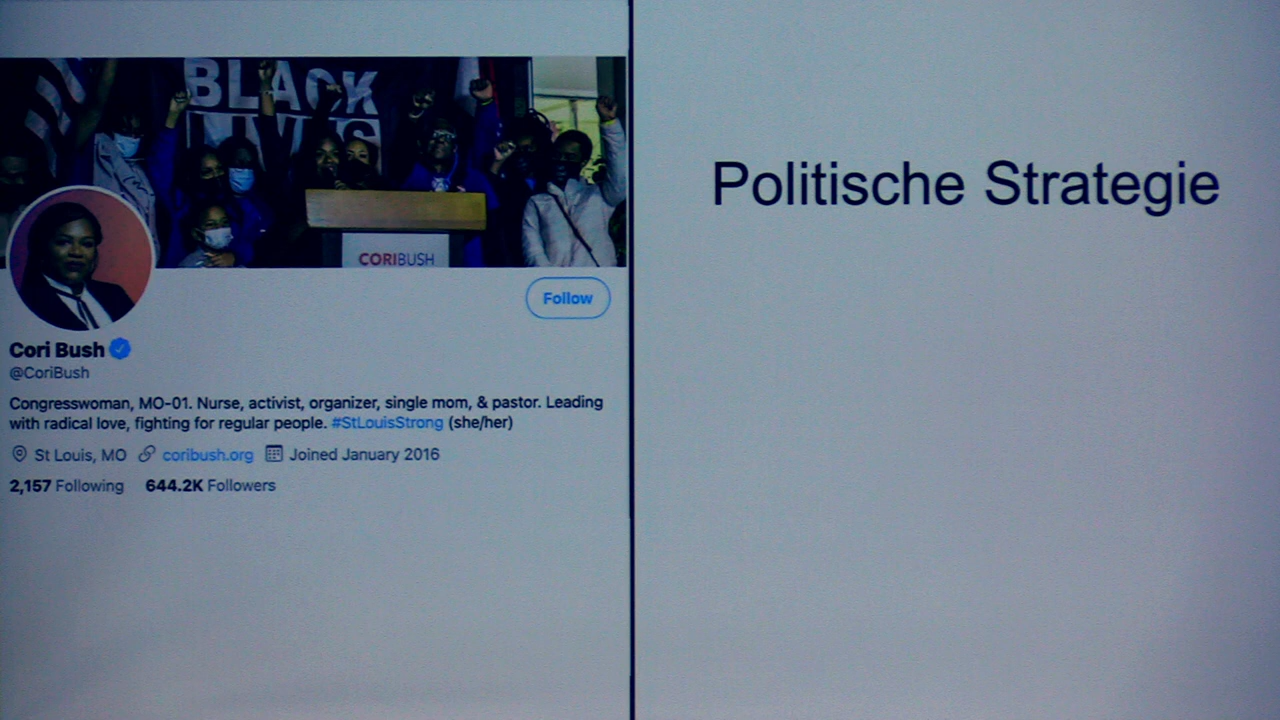 BLACK
LIVES
CORIBUSH
Follow
Cori Bush
@CoriBush
Congresswoman, MO-01. Nurse, activist, organizer, single mom, & pastor. Leading
with radical love, fighting for regular people. #StLouisStrong (she/her)
St Louis, MO coribush.org Joined January 2016
2,157 Following 644.2K Followers
Politische Strategie